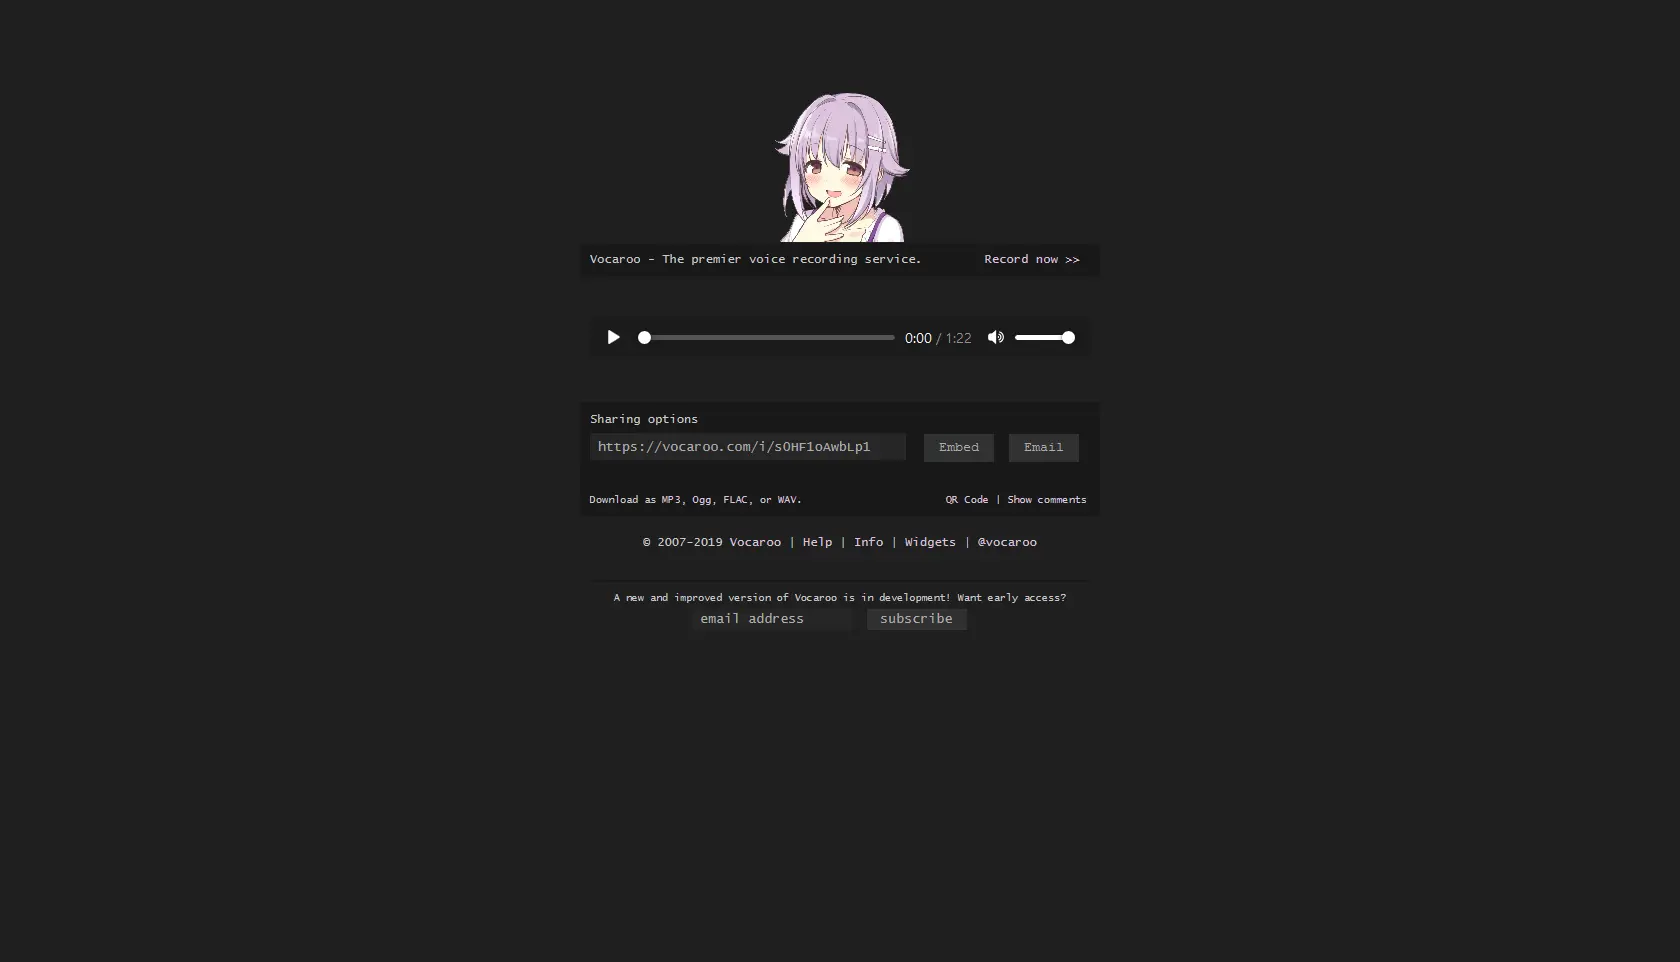 Vocaroo - The premier voice recording service. Record now >>
0:00 / 1:22
Sharing options
https://vocaroo.com/i/s0HF1oAwbLp1 Embed Email
Download as MP3, Ogg, FLAC, or WAV. QR Code | Show comments
© 2007-2019 Vocaroo | Help | Info | Widgets | @vocaroo
A new and improved version of Vocaroo is in development! Want early access?
email address subscribe